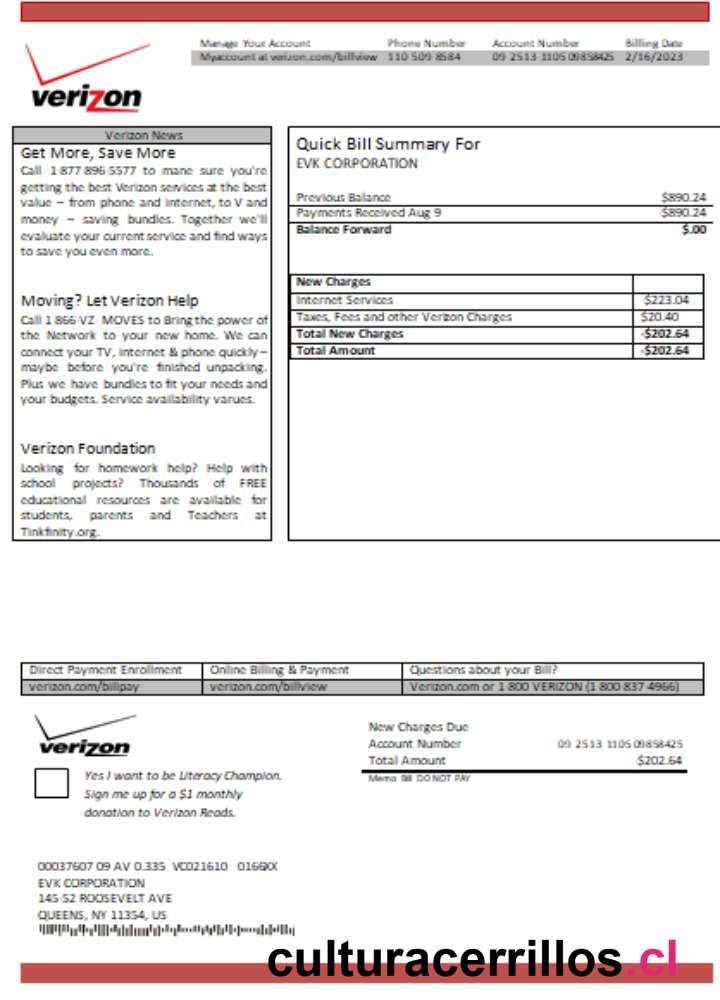 Manage Your Account Phone Number Account Number Billing Date
Myaccount at verizon.com/billview 110 509 8584 09 2513 1105 09858425 2/16/2023
verizon
Verizon News
Get More, Save More
Call 1 877 896 5577 to mane sure you're
getting the best Verizon services at the best
value – from phone and internet, to V and
money – saving bundles. Together we'll
evaluate your current service and find ways
to save you even more.
Moving? Let Verizon Help
Call 1 866 VZ MOVES to Bring the power of
the Network to your new home. We can
connect your TV, internet & phone quickly –
maybe before you're finished unpacking.
Plus we have bundles to fit your needs and
your budgets. Service availability varues.
Verizon Foundation
Looking for homework help? Help with
school projects? Thousands of FREE
educational resources are available for
students, parents and Teachers at
Tinkfinity.org.
Quick Bill Summary For
EVK CORPORATION
Previous Balance $890.24
Payments Received Aug 9 $890.24
Balance Forward $.00
New Charges
Internet Services $223.04
Taxes, Fees and other Verizon Charges $20.40
Total New Charges -$202.64
Total Amount -$202.64
Direct Payment Enrollment Online Billing & Payment Questions about your Bill?
verizon.com/billpay verizon.com/billview Verizon.com or 1 800 VERIZON (1 800 837 4966)
verizon
New Charges Due
Account Number 09 2513 1105 09858425
Total Amount -$202.64
Memo Bill DO NOT PAY
Yes I want to be Literacy Champion.
Sign me up for a $1 monthly
donation to Verizon Reads.
00037607 09 AV 0.335 VC021610 0166XX
EVK CORPORATION
145 52 ROOSEVELT AVE
QUEENS, NY 11354, US
culturacerrillos.cl